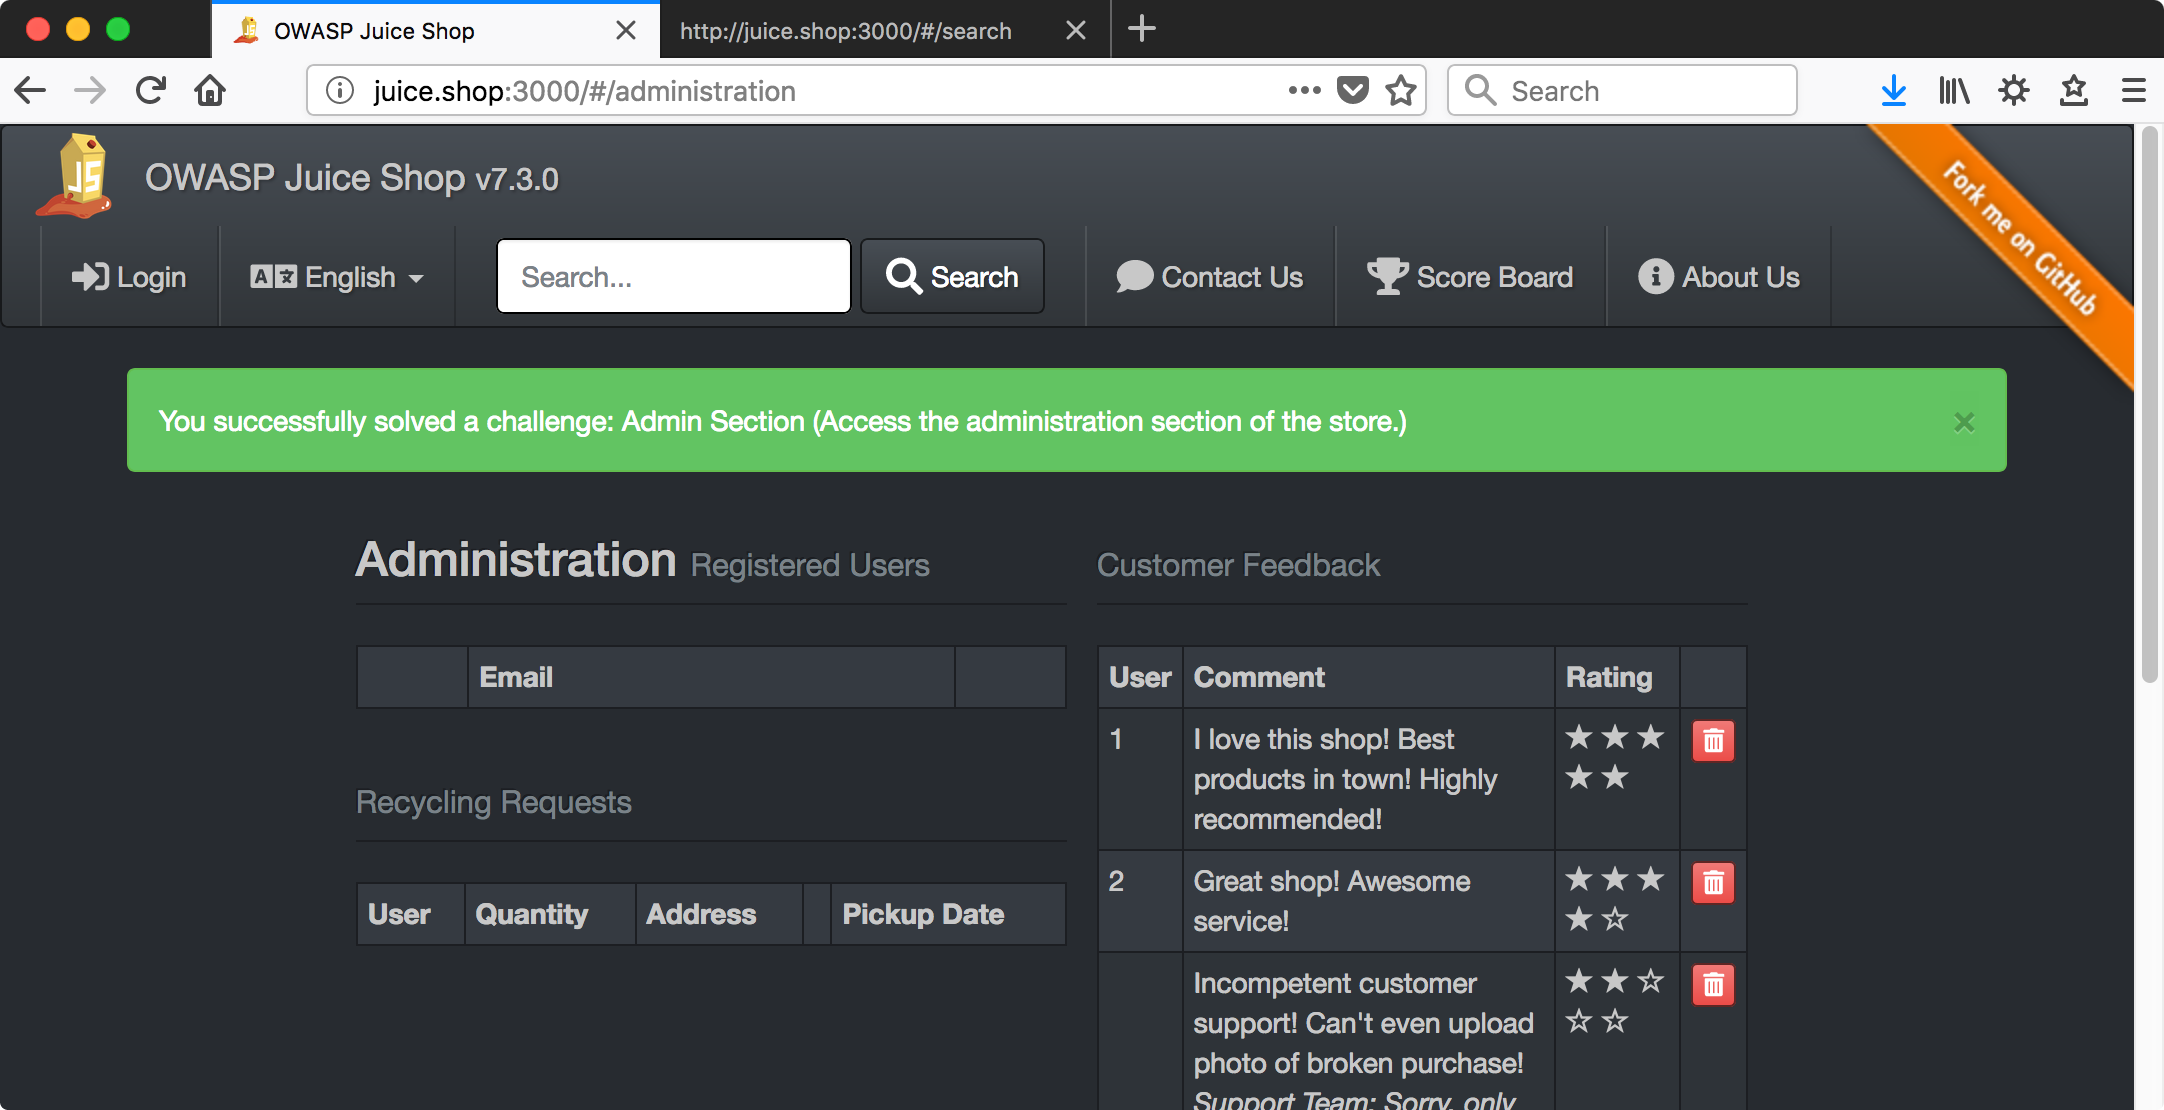 OWASP Juice Shop
http://juice.shop:3000/#/search
juice.shop:3000/#/administration
Search
JS
OWASP Juice Shop v7.3.0
Fork me on GitHub
Login
English
Search...
Search
Contact Us
Score Board
About Us
You successfully solved a challenge: Admin Section (Access the administration section of the store.)
×
Administration Registered Users
Email
Recycling Requests
User Quantity Address Pickup Date
Customer Feedback
User Comment Rating
1 I love this shop! Best
products in town! Highly
recommended!
2 Great shop! Awesome
service!
Incompetent customer
support! Can't even upload
photo of broken purchase!
Support Team: Sorry, only